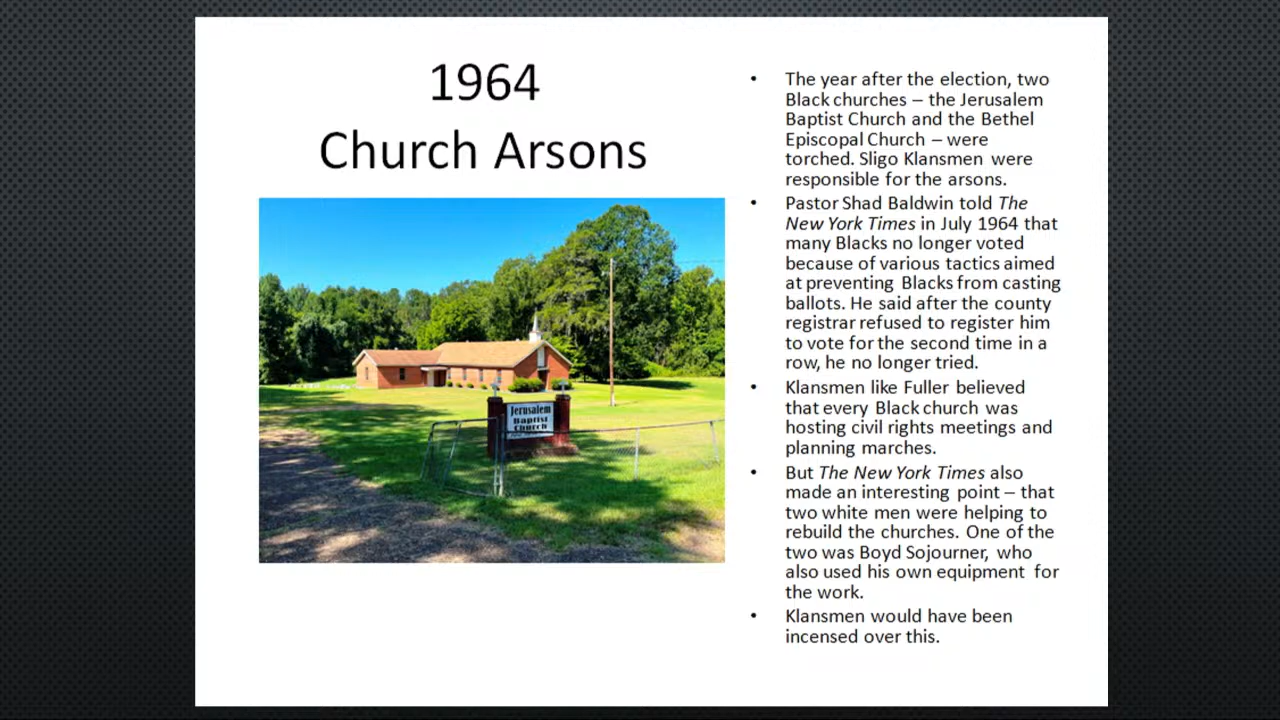 1964
Church Arsons
Jerusalem
Baptist
Church
• The year after the election, two
Black churches – the Jerusalem
Baptist Church and the Bethel
Episcopal Church – were
torched. Sligo Klansmen were
responsible for the arsons.
• Pastor Shad Baldwin told The
New York Times in July 1964 that
many Blacks no longer voted
because of various tactics aimed
at preventing Blacks from casting
ballots. He said after the county
registrar refused to register him
to vote for the second time in a
row, he no longer tried.
• Klansmen like Fuller believed
that every Black church was
hosting civil rights meetings and
planning marches.
• But The New York Times also
made an interesting point – that
two white men were helping to
rebuild the churches. One of the
two was Boyd Sojourner, who
also used his own equipment for
the work.
• Klansmen would have been
incensed over this.